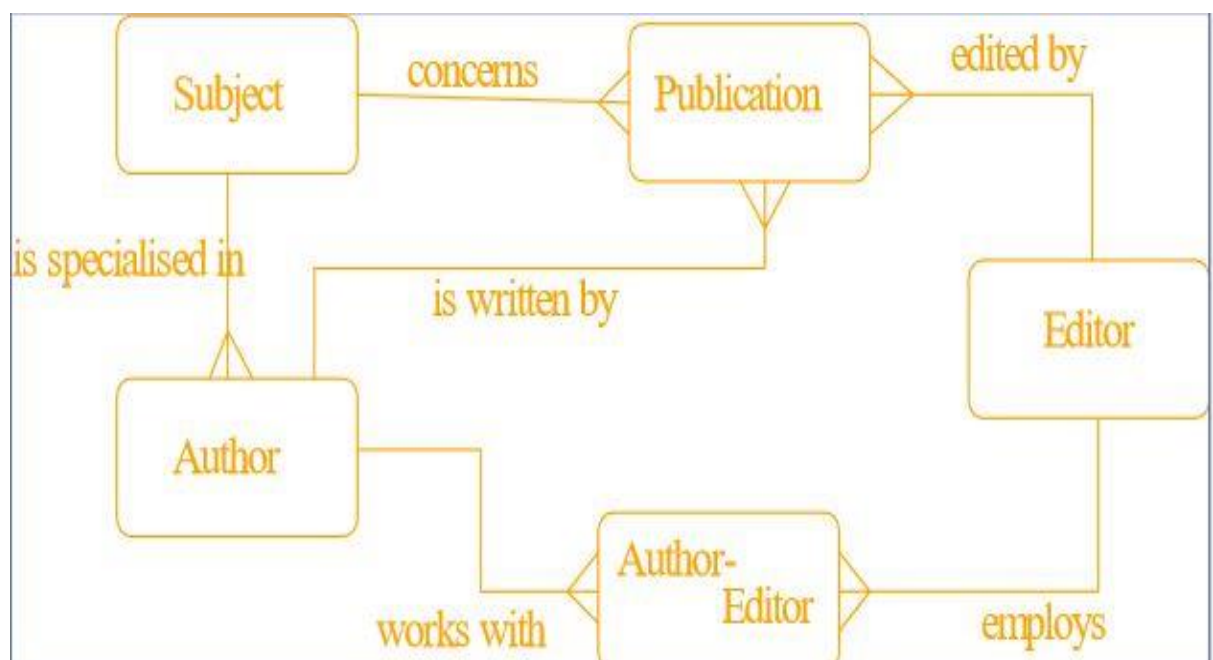 Subject
concerns
Publication
edited by
is specialised in
is written by
Editor
Author
Author-
Editor
works with
employs